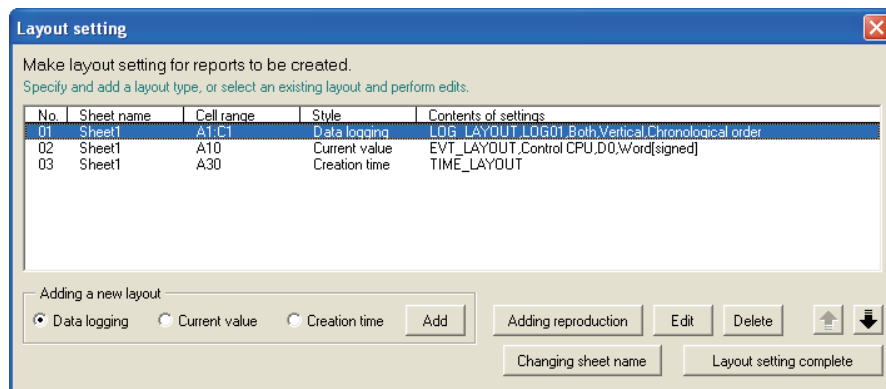 Layout setting
Make layout setting for reports to be created.
Specify and add a layout type, or select an existing layout and perform edits.
No. Sheet name Cell range Style Contents of settings
01 Sheet1 A1:C1 Data logging LOG_LAYOUT,LOG01,Both,Vertical,Chronological order
02 Sheet1 A10 Current value EVT_LAYOUT,Control CPU,D0,Word[signed]
03 Sheet1 A30 Creation time TIME_LAYOUT
Adding a new layout
Data logging Current value Creation time Add Adding reproduction Edit Delete
Changing sheet name Layout setting complete